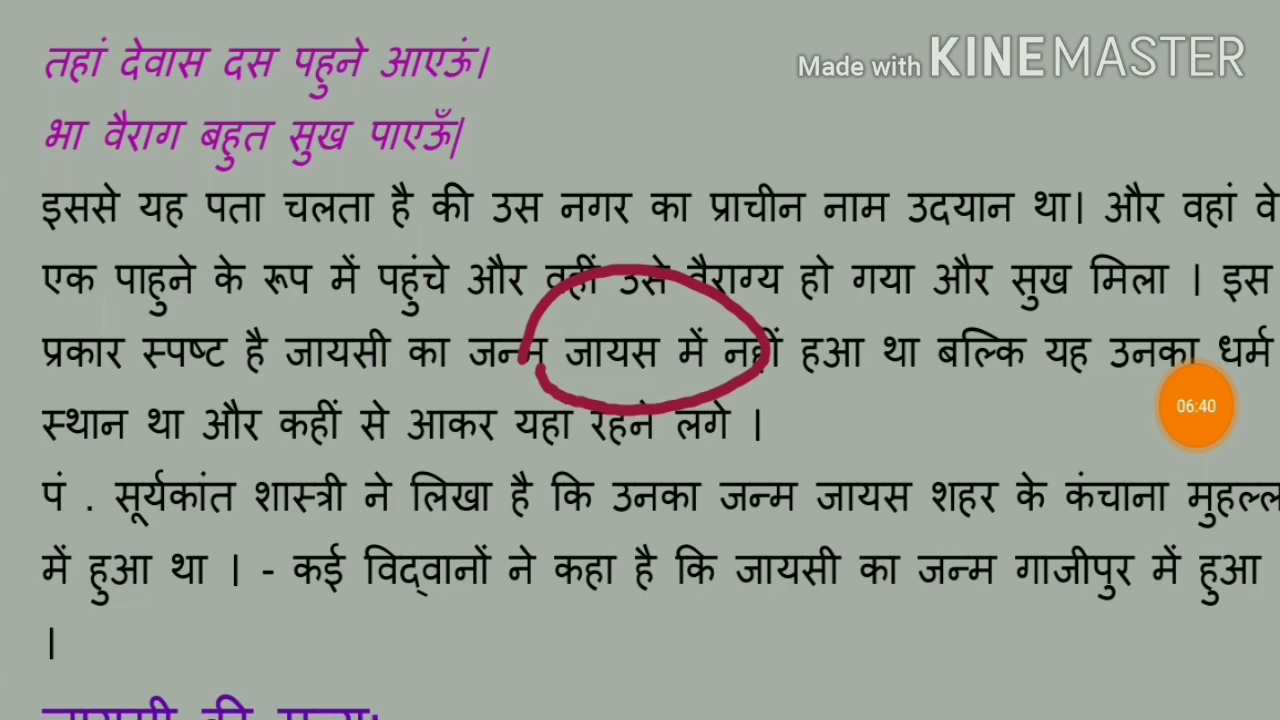 तहां देवास दस पहुने आएऊं।
Made with KINEMASTER
भा वैराग बहुत सुख पाएऊँ|
इससे यह पता चलता है की उस नगर का प्राचीन नाम उदयान था। और वहां वे
एक पाहुने के रूप में पहुंचे और वहीं उसे वैराग्य हो गया और सुख मिला | इस
प्रकार स्पष्ट है जायसी का जन्म जायस में नहीं हआ था बल्कि यह उनका धर्म
06:40
स्थान था और कहीं से आकर यहा रहने लगे |
पं . सूर्यकांत शास्त्री ने लिखा है कि उनका जन्म जायस शहर के कंचाना मुहल्ल
में हुआ था | - कई विद्वानों ने कहा है कि जायसी का जन्म गाजीपुर में हुआ
|